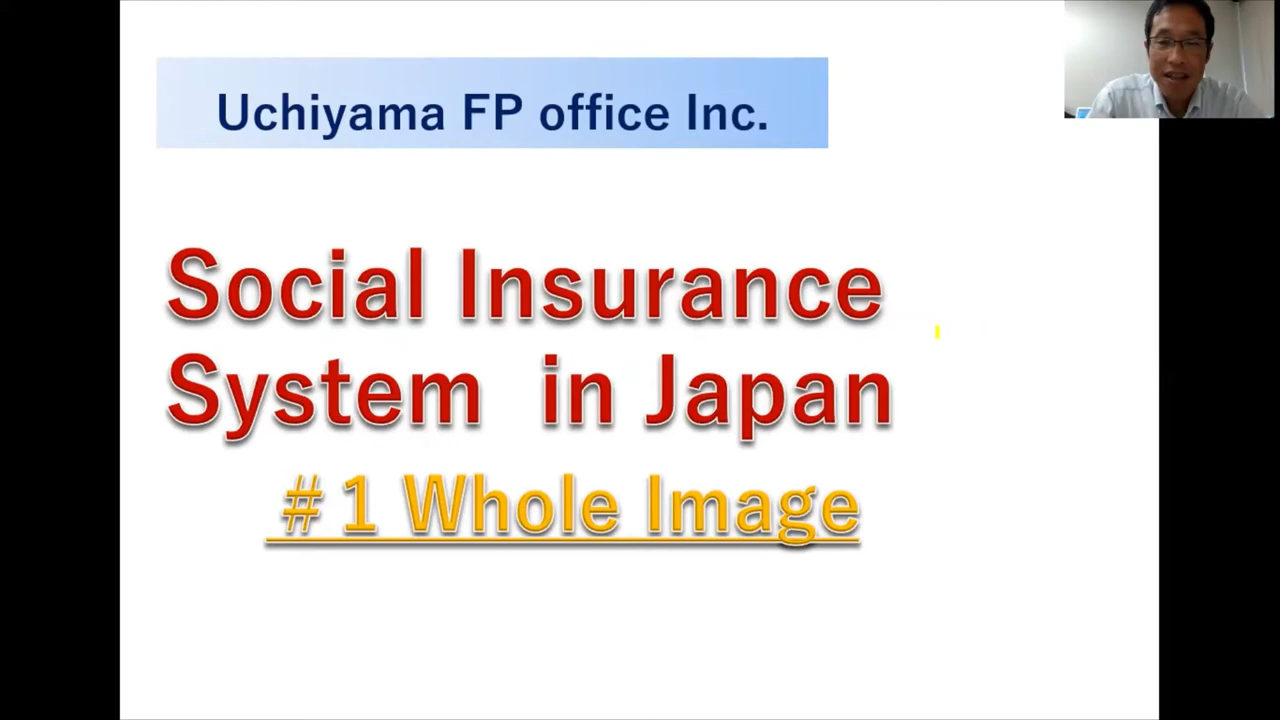 Uchiyama FP office Inc.
Social Insurance
System in Japan
#1 Whole Image